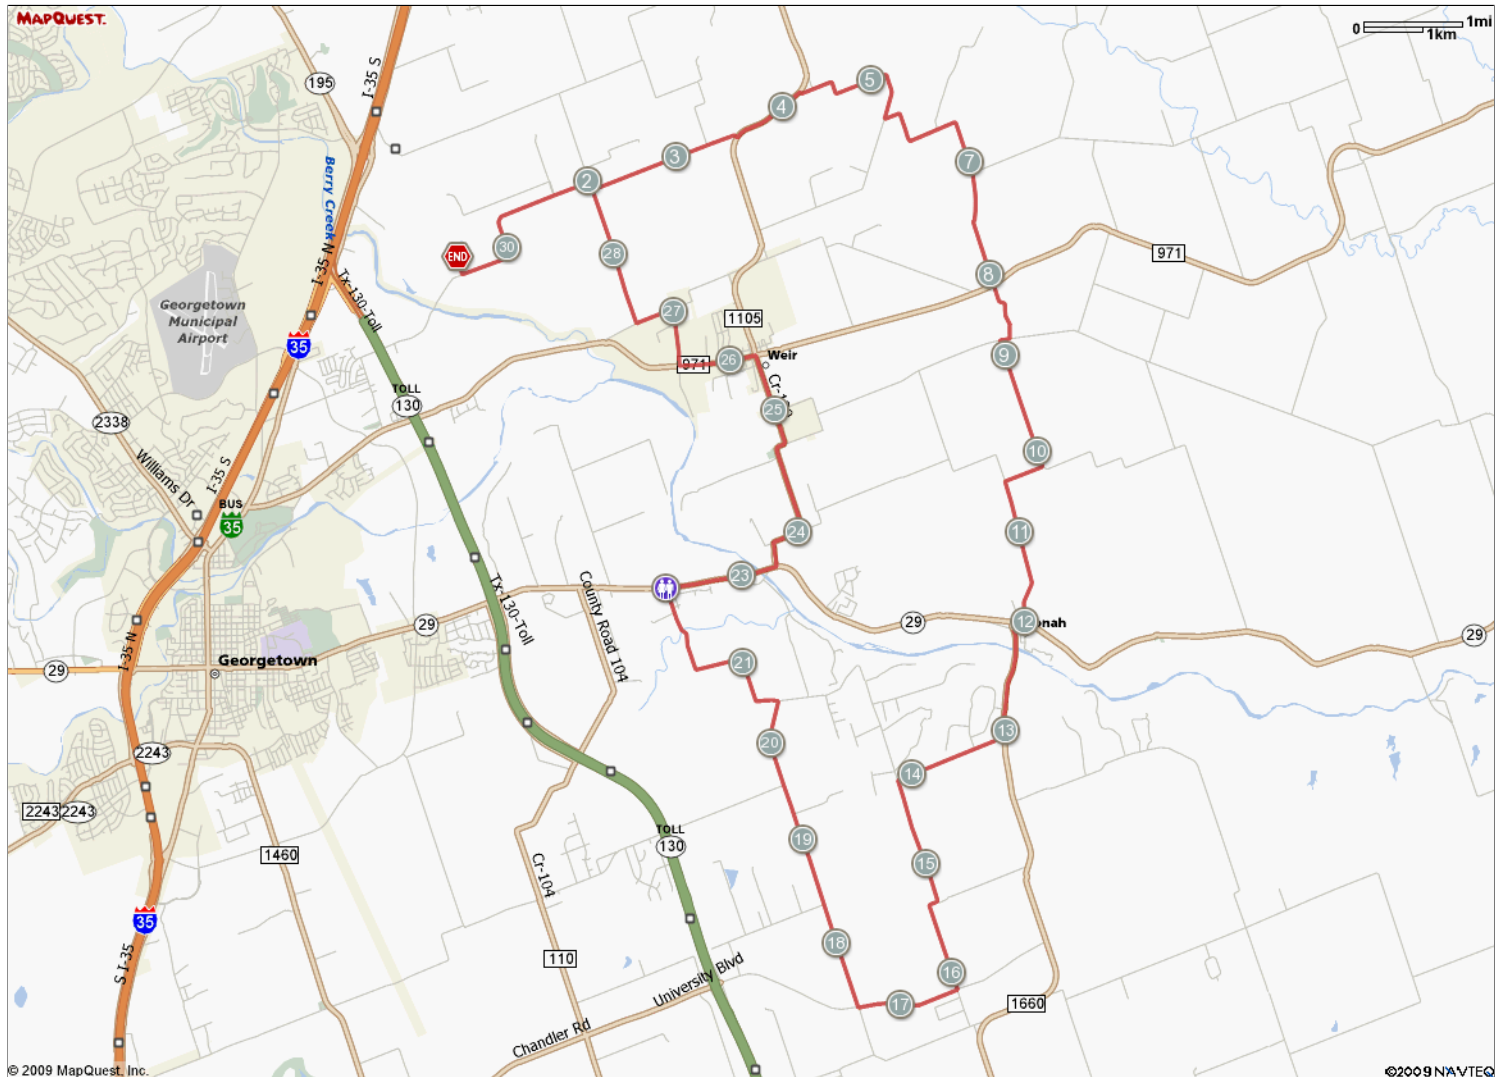 MAPQUEST.
0 1mi
1km
I-35 S
195
5
4
3
7
2
Berry Creek
971
28
30
END
I-35 N
8
Tx-130-Toll
Georgetown
Municipal
Airport
27
1105
35
9
Weir
26
971
TOLL
130
25
2338
10
Williams Dr
I-35 S
BUS
35
24
11
23
Tx-130-Toll
County Road 104
29
29
12
nah
29
I-35 N
Georgetown
29
21
13
20
2243
14
2243
2243
TOLL
130
19
1460
15
Cr-104
35
18
S I-35
110
16
University Blvd
17
1660
Chandler Rd
© 2009 MapQuest, Inc.
©2009 NAVTEQ